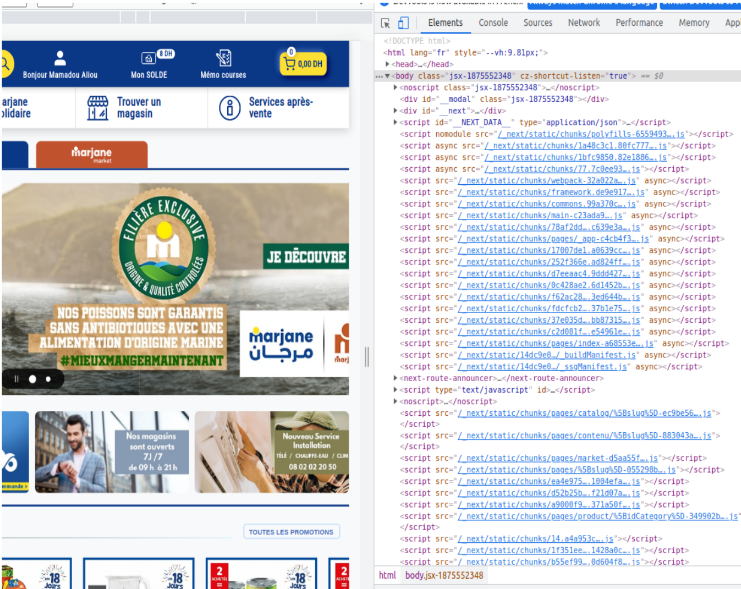 8 DH
0
0,00 DH
Bonjour Mamadou Aliou
Mon SOLDE
Mémo courses
arjane
olidaire
Trouver un
magasin
Services après-
vente
marjane
market
FILIÈRE EXCLUSIVE
ORIGINE & QUALITÉ CONTROLÉES
JE DÉCOUVRE
NOS POISSONS SONT GARANTIS
SANS ANTIBIOTIQUES AVEC UNE
ALIMENTATION D'ORIGINE MARINE
#MIEUXMANGERMAINTENANT
marjane
مرجان
marj
Nos magasins
sont ouverts
7J /7
de 09 h à 21 h
Nouveau Service
Installation
TÉLÉ / CHAUFFE-EAU / CLIM
08 02 02 20 50
mmande
TOUTES LES PROMOTIONS
-18
JOURS
-18
JOURS
2
-18
JOURS
2
Elements
Console
Sources
Network
Performance
Memory
Appl
<!DOCTYPE html>
<html lang="fr" style="--vh:9.81px;">
<head>…</head>
<body class="jsx-1875552348" cz-shortcut-listen="true"> == $0
<noscript class="jsx-1875552348">…</noscript>
<div id="__modal" class="jsx-1875552348"></div>
<div id="__next">…</div>
<script id="__NEXT_DATA__" type="application/json">…</script>
<script nomodule src="/_next/static/chunks/polyfills-6559493….js"></script>
<script async src="/_next/static/chunks/1a48c3c1.80fc777….js"></script>
<script async src="/_next/static/chunks/1bfc9850.82e1886….js"></script>
<script async src="/_next/static/chunks/77.7c0ee93….js"></script>
<script src="/_next/static/chunks/webpack-32a022a….js" async></script>
<script src="/_next/static/chunks/framework.de9e917….js" async></script>
<script src="/_next/static/chunks/commons.99a370c….js" async></script>
<script src="/_next/static/chunks/main-c23ada9….js" async></script>
<script src="/_next/static/chunks/78af2dd….c639e3a….js" async></script>
<script src="/_next/static/chunks/pages/_app-c4cb4f3….js" async></script>
<script src="/_next/static/chunks/17007de1.a0639cc….js" async></script>
<script src="/_next/static/chunks/252f366e.ad824ff….js" async></script>
<script src="/_next/static/chunks/d7eeaac4.9ddd427….js" async></script>
<script src="/_next/static/chunks/0c428ae2.6d1452b….js" async></script>
<script src="/_next/static/chunks/f62ac28….3ed644b….js" async></script>
<script src="/_next/static/chunks/fdcfcb2….37b1e75….js" async></script>
<script src="/_next/static/chunks/37e035d….bb87315….js" async></script>
<script src="/_next/static/chunks/c2d081f….e54961e….js" async></script>
<script src="/_next/static/chunks/pages/index-a68553e….js" async></script>
<script src="/_next/static/14dc9e0…/_buildManifest.js" async></script>
<script src="/_next/static/14dc9e0…/_ssgManifest.js" async></script>
<next-route-announcer>…</next-route-announcer>
<script type="text/javascript" id>…</script>
<noscript>…</noscript>
<script src="/_next/static/chunks/pages/catalog/%5Bslug%5D-ec9be56….js">
</script>
<script src="/_next/static/chunks/pages/contenu/%5Bslug%5D-883043a….js">
</script>
<script src="/_next/static/chunks/pages/market-d5aa55f….js"></script>
<script src="/_next/static/chunks/pages/%5Bslug%5D-055298b….js"></script>
<script src="/_next/static/chunks/ea4e975….1004efa….js"></script>
<script src="/_next/static/chunks/d52b25b….f21d07a….js"></script>
<script src="/_next/static/chunks/a9000f9….371a50f….js"></script>
<script src="/_next/static/chunks/pages/product/%5BidCategory%5D-349902b….js">
</script>
<script src="/_next/static/chunks/14.a4a953c….js"></script>
<script src="/_next/static/chunks/1f351ee….1428a0c….js"></script>
<script src="/_next/static/chunks/b55ef99….0d604f8….js"></script>
html body.jsx-1875552348